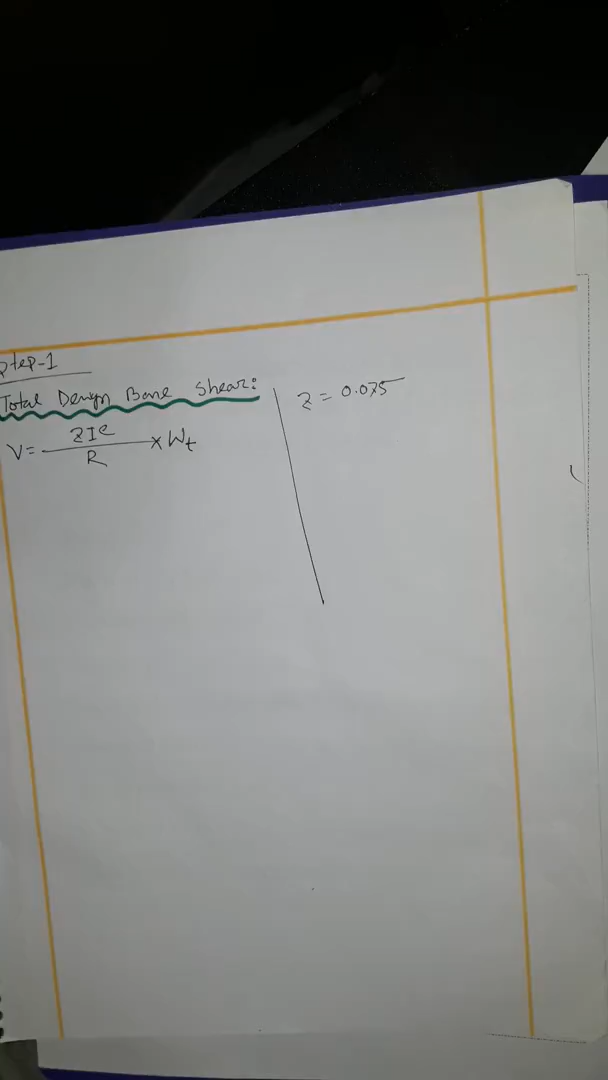 Step-1
Total Design Base Shear:
V = ZIC / R × Wt
Z = 0.075